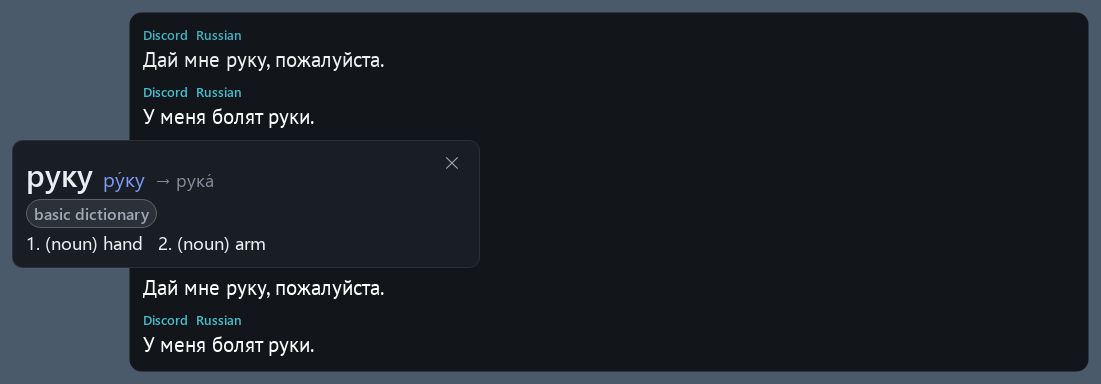 Discord Russian
Дай мне руку, пожалуйста.
Discord Russian
У меня болят руки.
руку ру́ку → рука́
basic dictionary
1. (noun) hand 2. (noun) arm
Дай мне руку, пожалуйста.
Discord Russian
У меня болят руки.